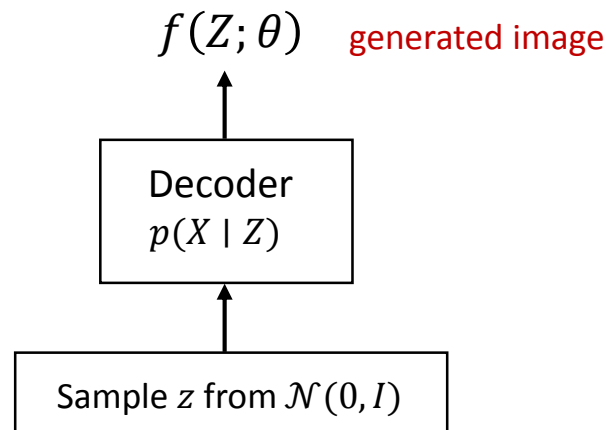 f(Z; θ) generated image
Decoder
p(X | Z)
Sample z from 𝒩(0, I)